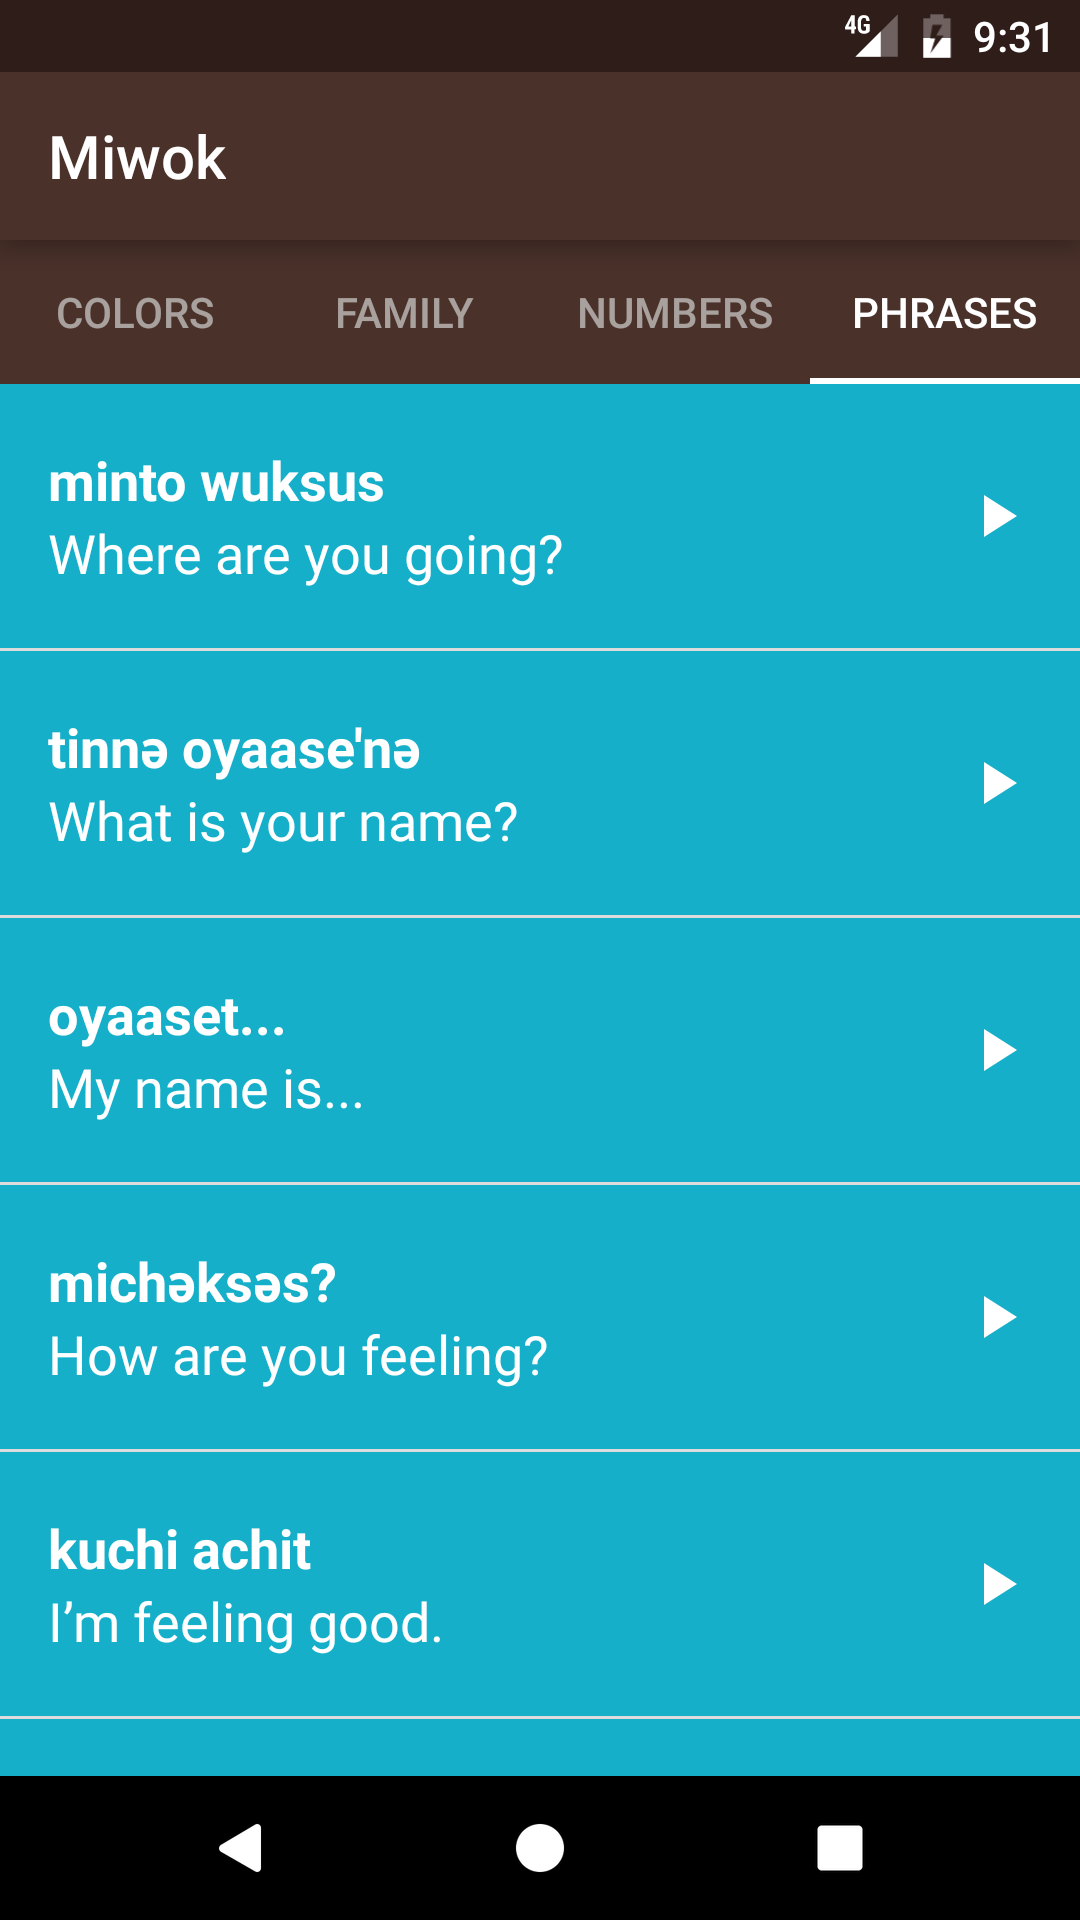 4G 9:31
Miwok
COLORS FAMILY NUMBERS PHRASES
minto wuksus
Where are you going?
tinnə oyaase'nə
What is your name?
oyaaset...
My name is...
michəksəs?
How are you feeling?
kuchi achit
I’m feeling good.